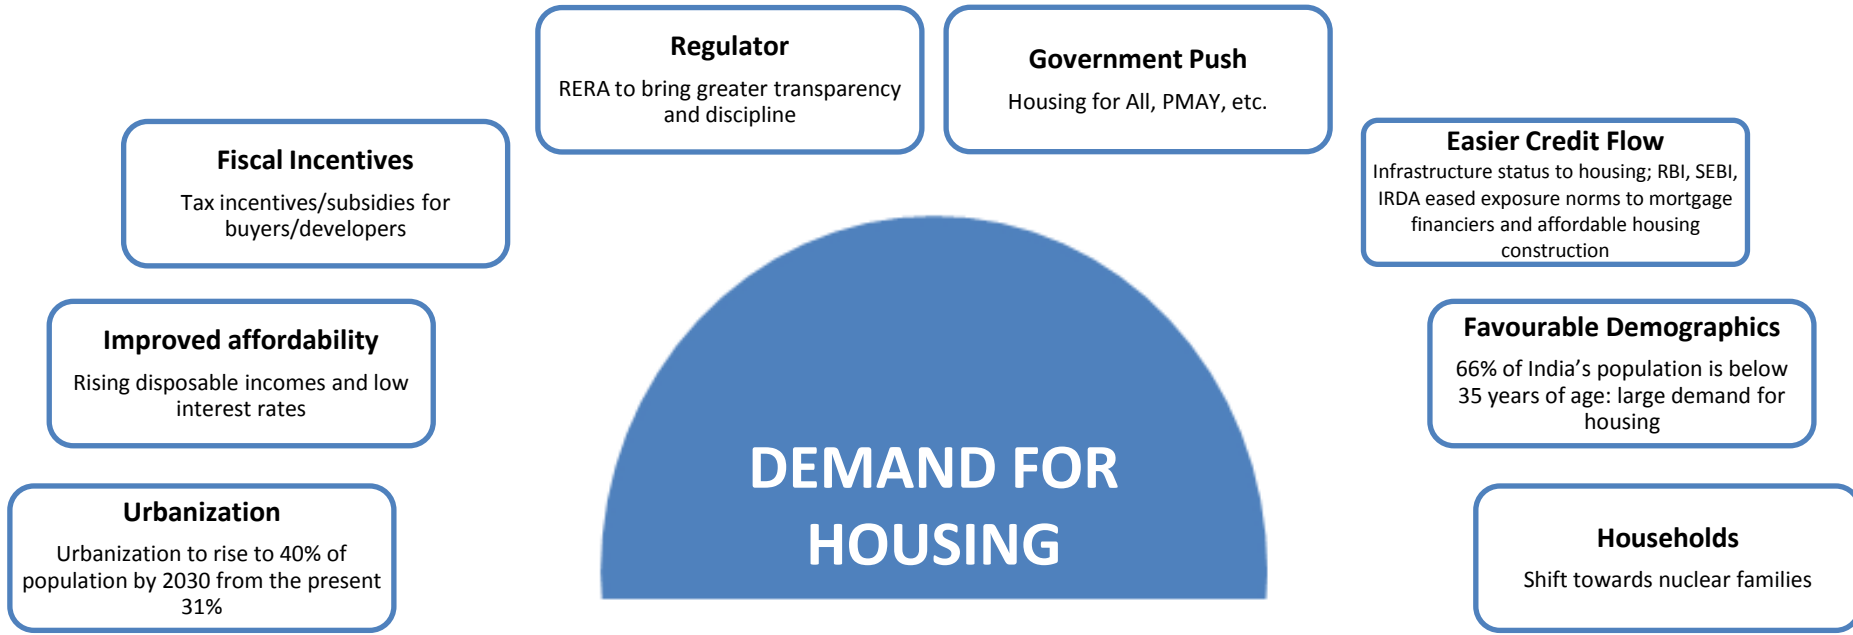 Regulator
RERA to bring greater transparency
and discipline
Government Push
Housing for All, PMAY, etc.
Fiscal Incentives
Tax incentives/subsidies for
buyers/developers
Easier Credit Flow
Infrastructure status to housing; RBI, SEBI,
IRDA eased exposure norms to mortgage
financiers and affordable housing
construction
Improved affordability
Rising disposable incomes and low
interest rates
Favourable Demographics
66% of India’s population is below
35 years of age: large demand for
housing
Urbanization
Urbanization to rise to 40% of
population by 2030 from the present
31%
DEMAND FOR
HOUSING
Households
Shift towards nuclear families